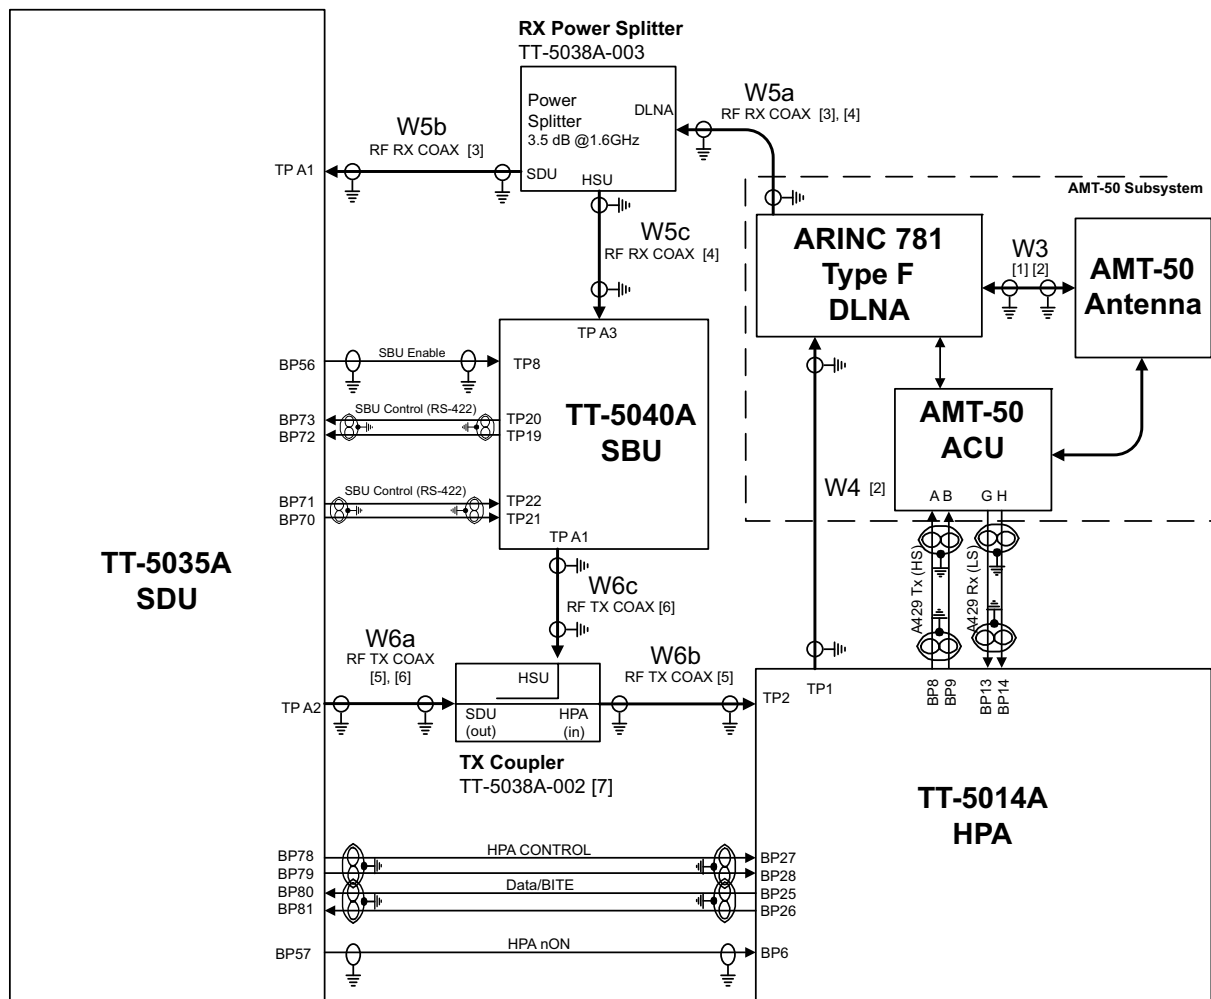 RX Power Splitter
TT-5038A-003
Power
Splitter
3.5 dB @1.6GHz
DLNA
SDU
HSU
W5a
RF RX COAX [3], [4]
W5b
RF RX COAX [3]
TP A1
W5c
RF RX COAX [4]
AMT-50 Subsystem
ARINC 781
Type F
DLNA
W3
[1] [2]
AMT-50
Antenna
AMT-50
ACU
A B G H
W4 [2]
A429 Tx (HS)
A429 Rx (LS)
TP A3
TT-5040A
SBU
TP8
TP20
TP19
TP22
TP21
TP A1
BP56
SBU Enable
SBU Control (RS-422)
BP73
BP72
SBU Control (RS-422)
BP71
BP70
TT-5035A
SDU
W6c
RF TX COAX [6]
W6a
RF TX COAX
[5], [6]
TP A2
HSU
SDU
(out)
HPA
(in)
TX Coupler
TT-5038A-002 [7]
W6b
RF TX COAX [5]
TP2
TP1
BP8
BP9
BP13
BP14
TT-5014A
HPA
BP78
HPA CONTROL
BP27
BP79
BP28
BP80
Data/BITE
BP25
BP81
BP26
BP57
HPA nON
BP6